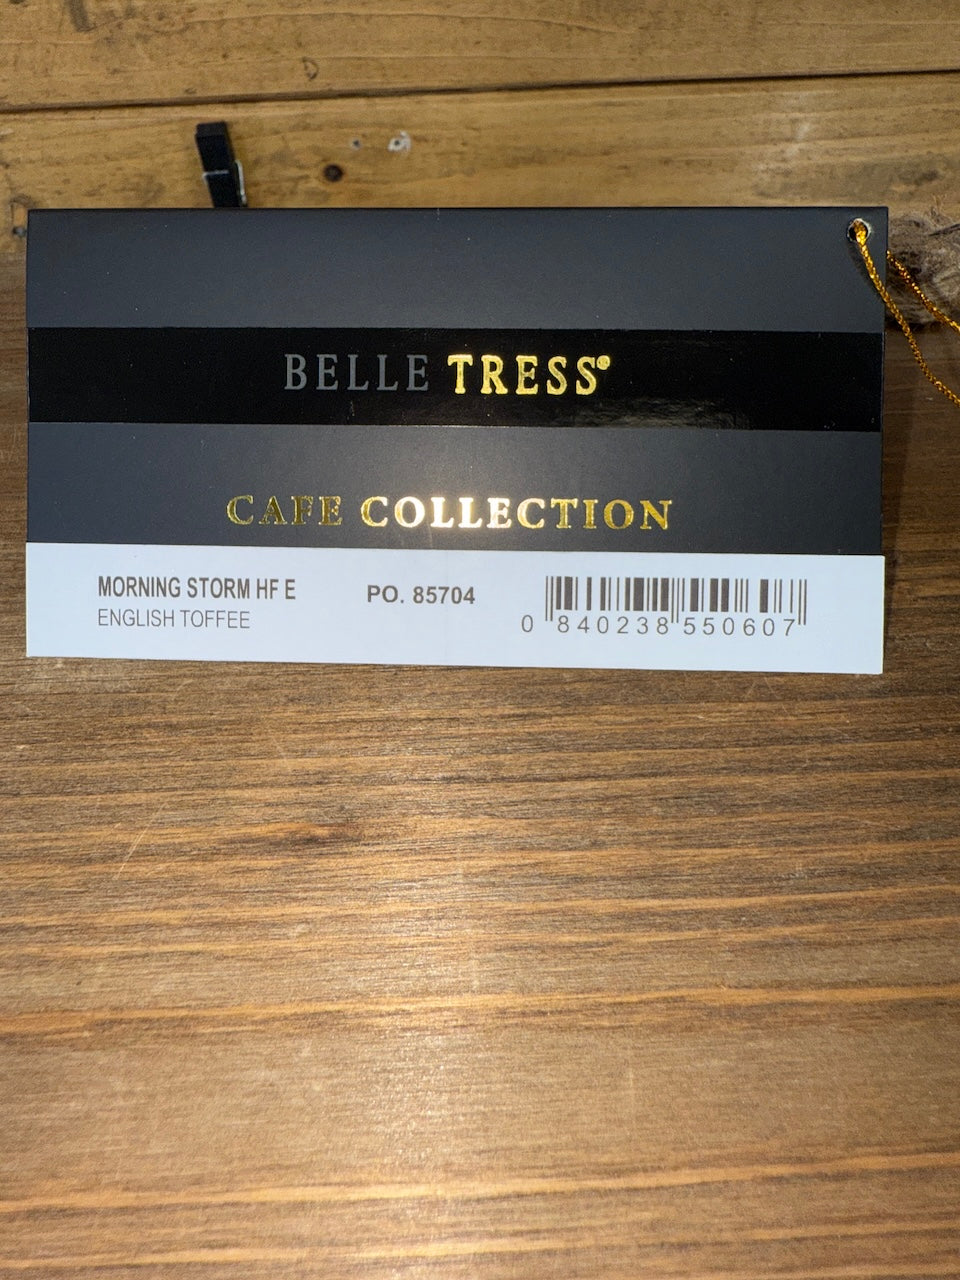 BELLE TRESS®
CAFE COLLECTION
MORNING STORM HF E PO. 85704
ENGLISH TOFFEE
0 840238 550607